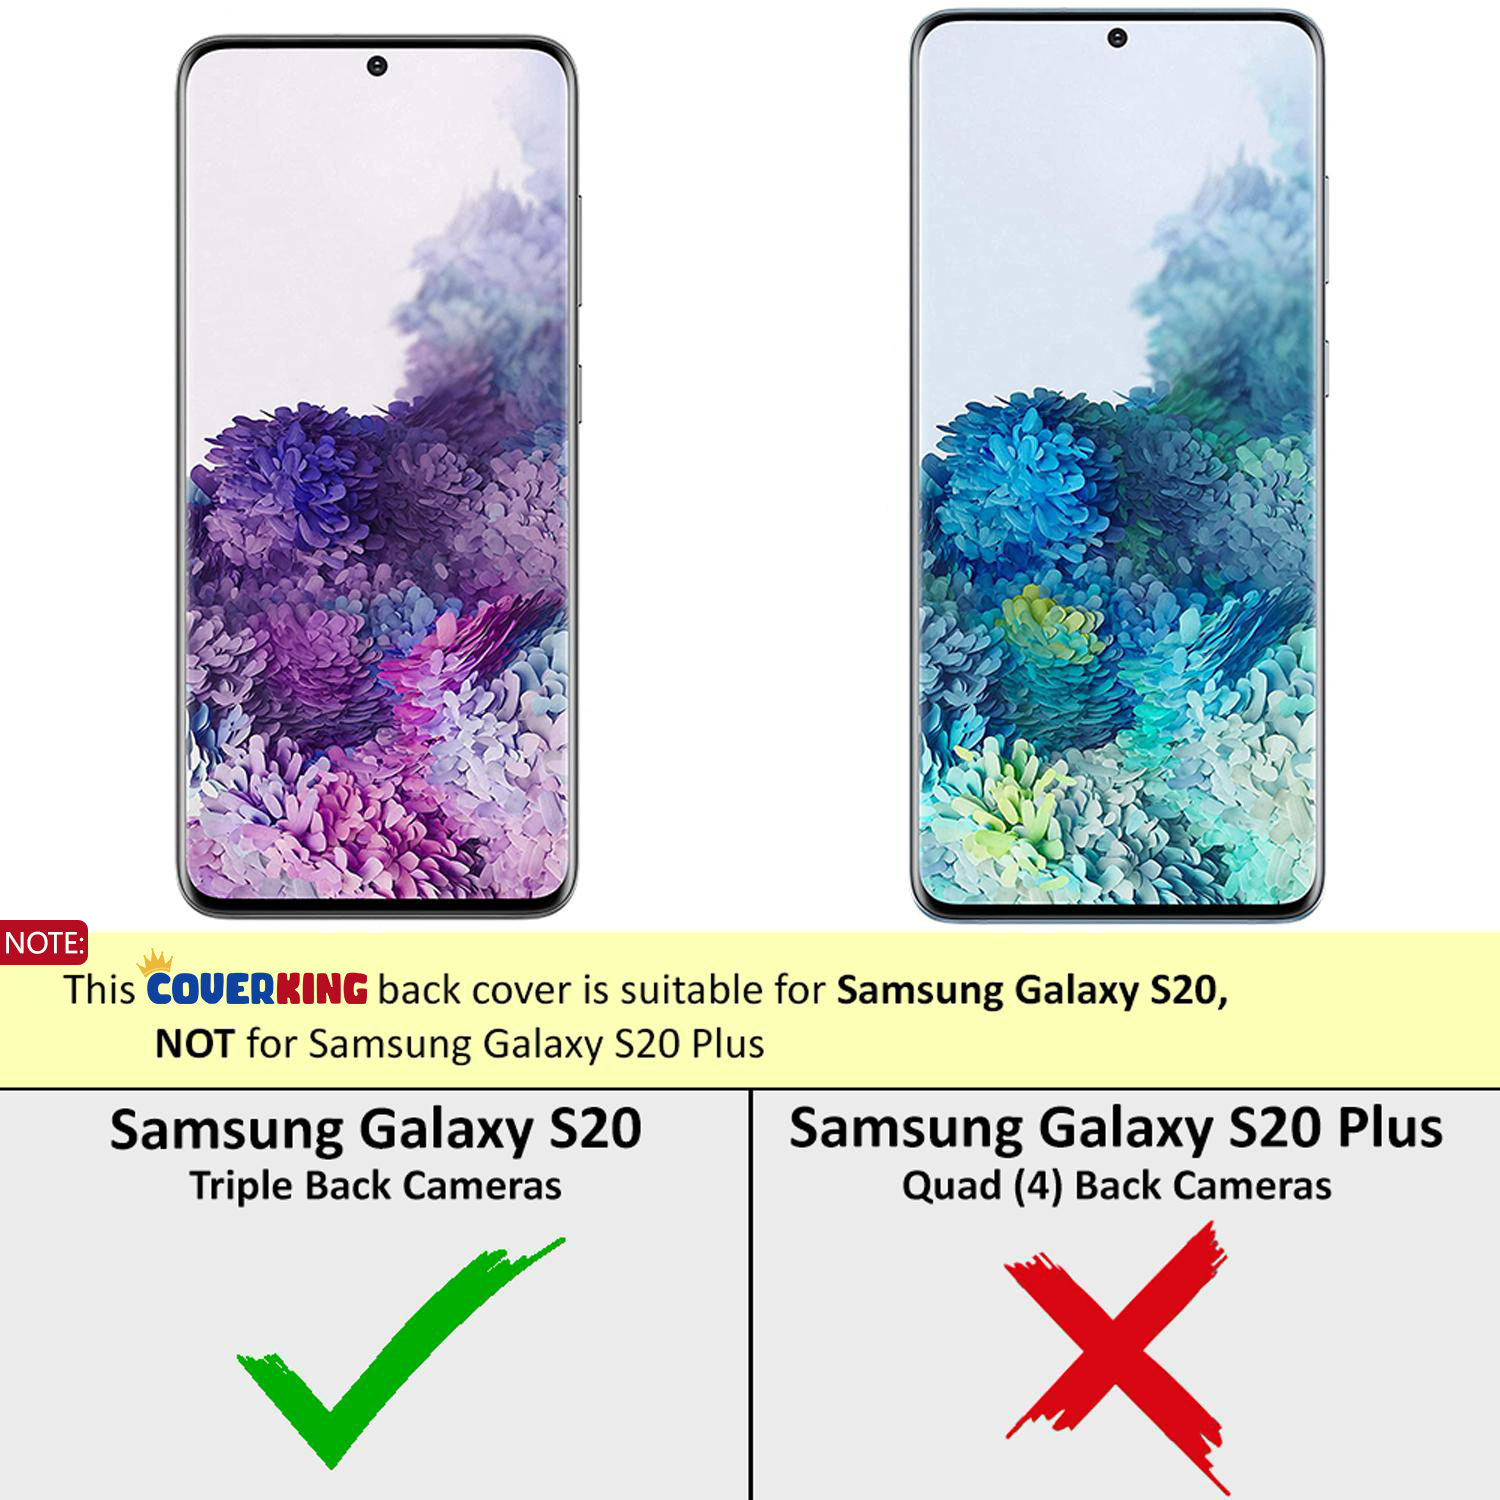 NOTE:
This COVERKING back cover is suitable for Samsung Galaxy S20,
NOT for Samsung Galaxy S20 Plus
Samsung Galaxy S20
Triple Back Cameras
Samsung Galaxy S20 Plus
Quad (4) Back Cameras